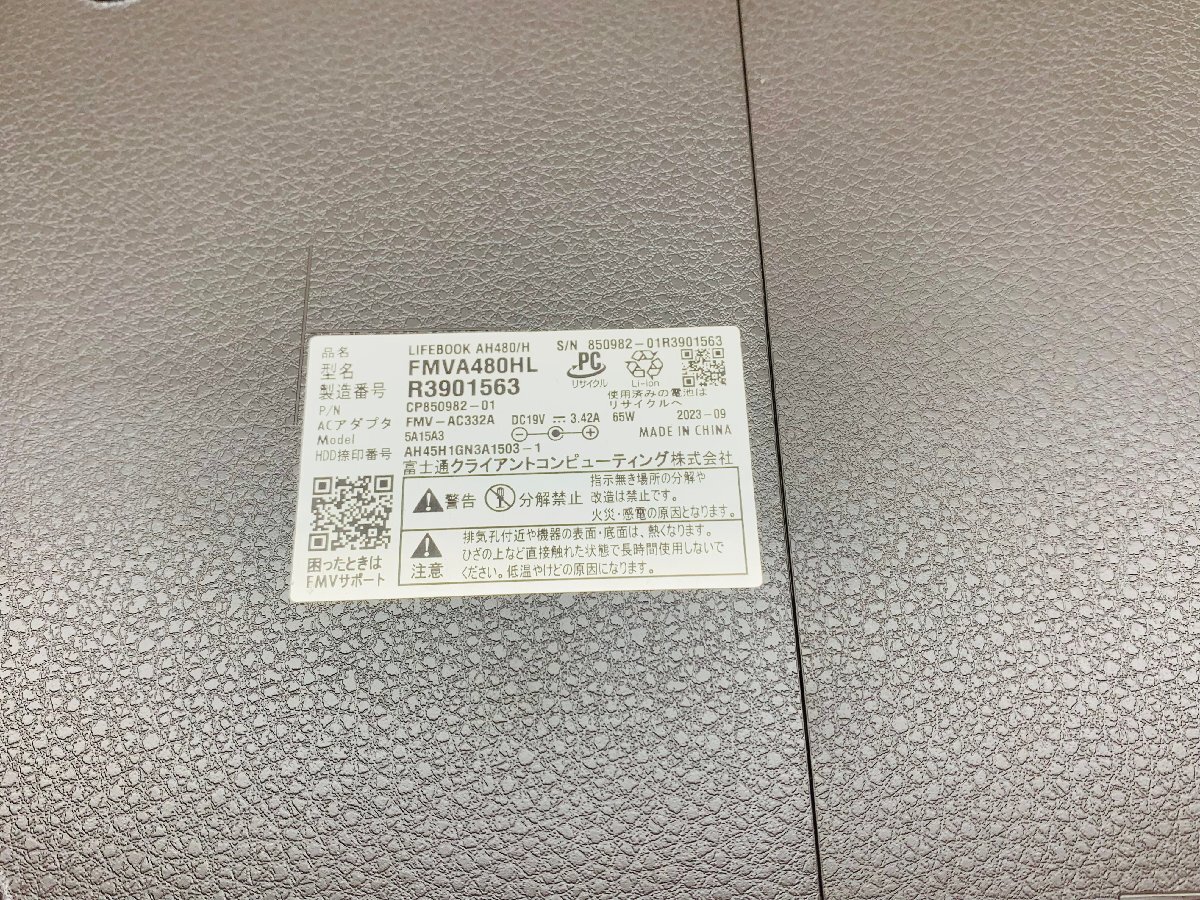 品名 LIFEBOOK AH480/H S/N 850982-01R3901563
型名 FMVA480HL
製造番号 R3901563
P/N CP850982-01
ACアダプタ FMV-AC332A DC19V 3.42A 65W 2023-09
Model 5A15A3 MADE IN CHINA
HDD捺印番号 AH45H1GN3A1503-1
PC
リサイクル
Li-ion
使用済みの電池は
リサイクルへ
富士通クライアントコンピューティング株式会社
警告 分解禁止
指示無き場所の分解や
改造は禁止です。
火災・感電の原因となります。
注意
排気孔付近や機器の表面・底面は、熱くなります。
ひざの上など直接触れた状態で長時間使用しないで
ください。低温やけどの原因になります。
困ったときは
FMVサポート